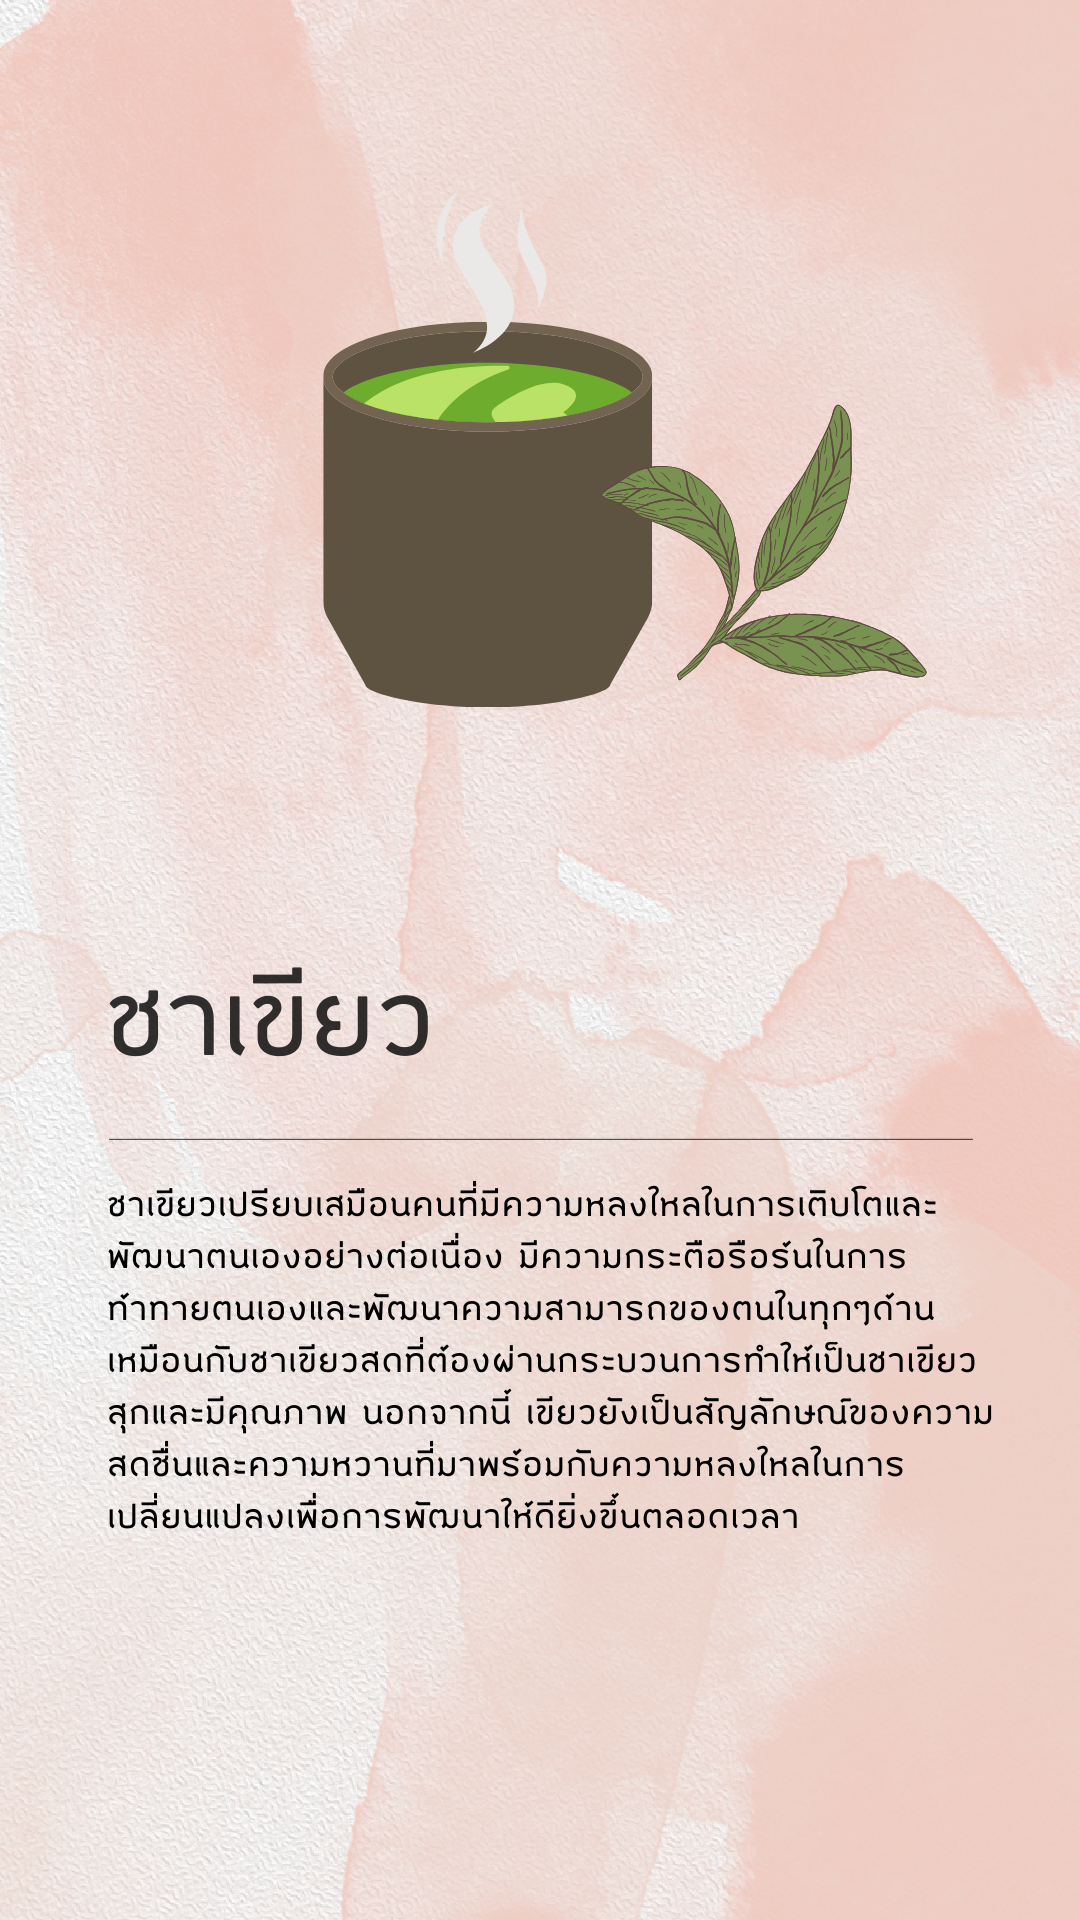 ชาเขียว
ชาเขียวเปรียบเสมือนคนที่มีความหลงใหลในการเติบโตและ
พัฒนาตนเองอย่างต่อเนื่อง มีความกระตือรือร้นในการ
ท้าทายตนเองและพัฒนาความสามารถของตนในทุกๆด้าน
เหมือนกับชาเขียวสดที่ต้องผ่านกระบวนการทำให้เป็นชาเขียว
สุกและมีคุณภาพ นอกจากนี้ เขียวยังเป็นสัญลักษณ์ของความ
สดชื่นและความหวานที่มาพร้อมกับความหลงใหลในการ
เปลี่ยนแปลงเพื่อการพัฒนาให้ดียิ่งขึ้นตลอดเวลา